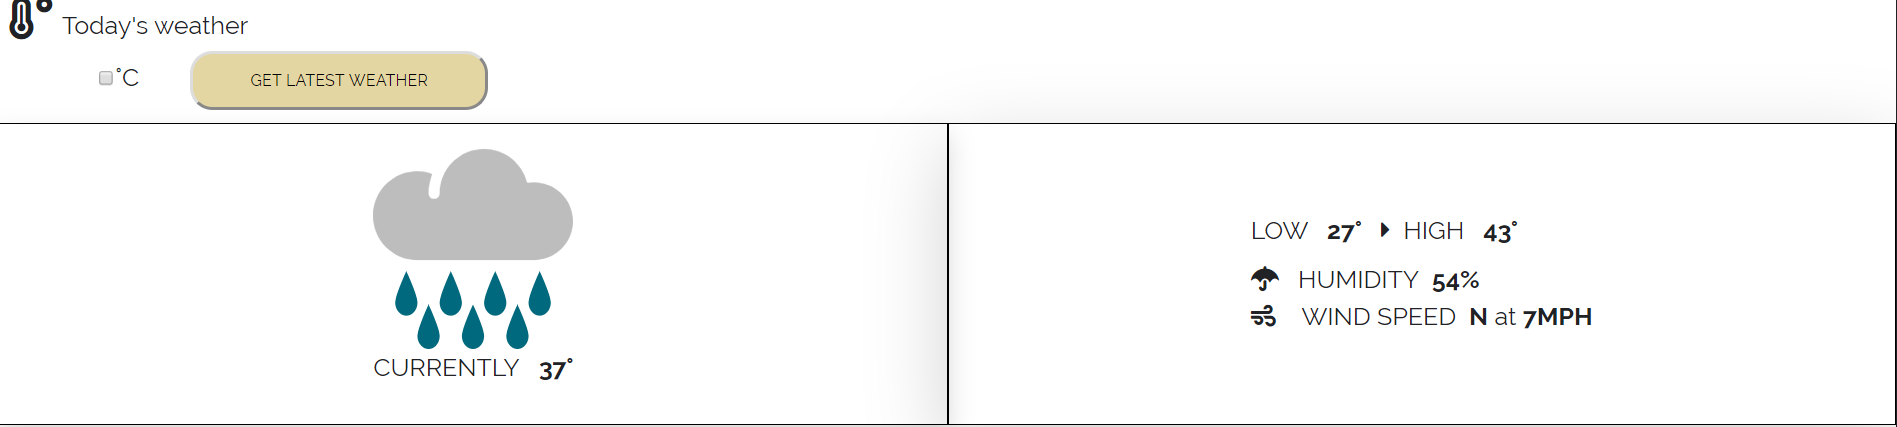 Today's weather
°C
GET LATEST WEATHER
CURRENTLY 37°
LOW 27° HIGH 43°
HUMIDITY 54%
WIND SPEED N at 7MPH